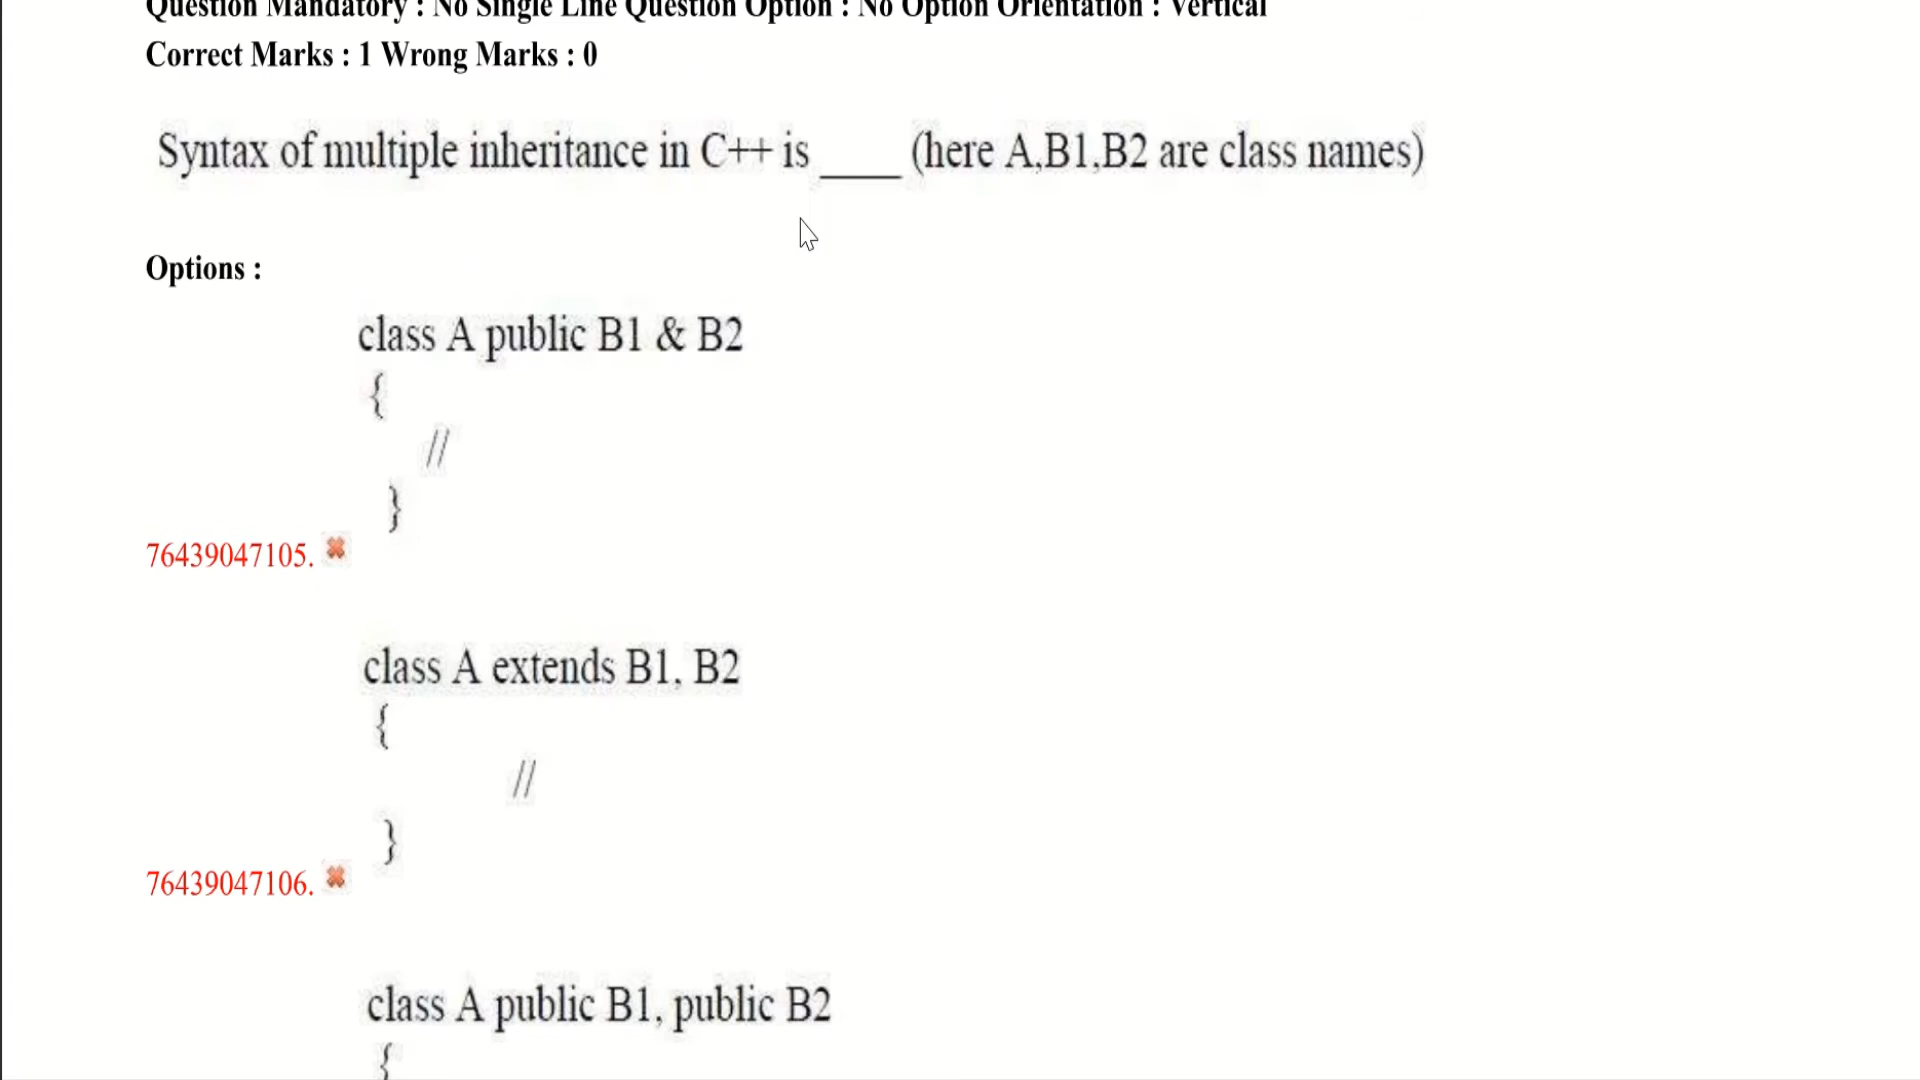 Question Mandatory : No Single Line Question Option : No Option Orientation : Vertical
Correct Marks : 1 Wrong Marks : 0
Syntax of multiple inheritance in C++ is ____ (here A,B1,B2 are class names)
Options :
class A public B1 & B2
{
//
}
76439047105.
class A extends B1, B2
{
//
}
76439047106.
class A public B1, public B2
{